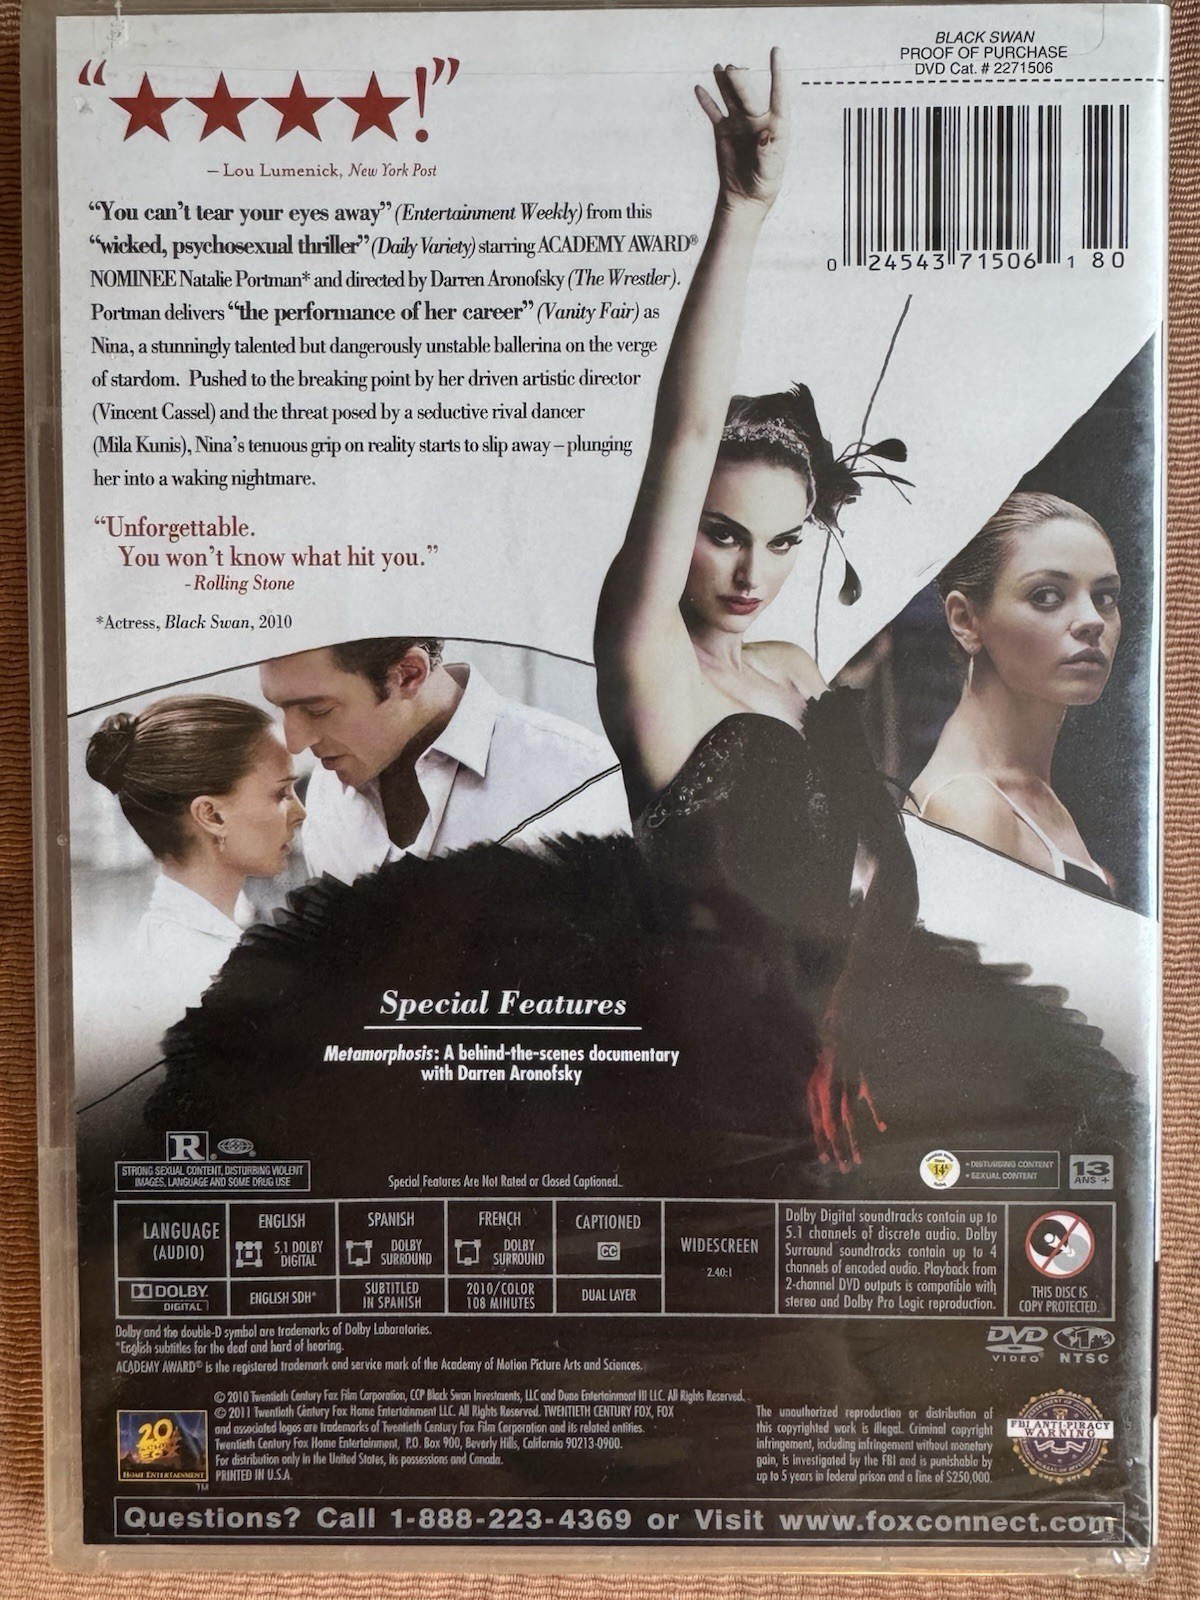 BLACK SWAN
PROOF OF PURCHASE
DVD Cat. # 2271506
“★★★★!”
– Lou Lumenick, New York Post
0 24543 71506 1 80
“You can’t tear your eyes away” (Entertainment Weekly) from this
“wicked, psychosexual thriller” (Daily Variety) starring ACADEMY AWARD®
NOMINEE Natalie Portman* and directed by Darren Aronofsky (The Wrestler).
Portman delivers “the performance of her career” (Vanity Fair) as
Nina, a stunningly talented but dangerously unstable ballerina on the verge
of stardom. Pushed to the breaking point by her driven artistic director
(Vincent Cassel) and the threat posed by a seductive rival dancer
(Mila Kunis), Nina’s tenuous grip on reality starts to slip away – plunging
her into a waking nightmare.
“Unforgettable.
You won’t know what hit you.”
- Rolling Stone
*Actress, Black Swan, 2010
Special Features
Metamorphosis: A behind-the-scenes documentary
with Darren Aronofsky
R
STRONG SEXUAL CONTENT, DISTURBING VIOLENT
IMAGES, LANGUAGE AND SOME DRUG USE
Special Features Are Not Rated or Closed Captioned.
14A
• DISTURBING CONTENT
• SEXUAL CONTENT
13
ANS +
LANGUAGE
(AUDIO)
ENGLISH
5.1 DOLBY
DIGITAL
SPANISH
DOLBY
SURROUND
FRENCH
DOLBY
SURROUND
CAPTIONED
CC
WIDESCREEN
2.40:1
DOLBY
DIGITAL
ENGLISH SDH*
SUBTITLED
IN SPANISH
2010/COLOR
108 MINUTES
DUAL LAYER
Dolby Digital soundtracks contain up to
5.1 channels of discrete audio. Dolby
Surround soundtracks contain up to 4
channels of encoded audio. Playback from
2-channel DVD outputs is compatible with
stereo and Dolby Pro Logic reproduction.
THIS DISC IS
COPY PROTECTED.
Dolby and the double-D symbol are trademarks of Dolby Laboratories.
*English subtitles for the deaf and hard of hearing.
ACADEMY AWARD® is the registered trademark and service mark of the Academy of Motion Picture Arts and Sciences.
DVD
VIDEO
NTSC
© 2010 Twentieth Century Fox Film Corporation, CCP Black Swan Investments, LLC and Dune Entertainment III LLC. All Rights Reserved.
© 2011 Twentieth Century Fox Home Entertainment LLC. All Rights Reserved. TWENTIETH CENTURY FOX, FOX
and associated logos are trademarks of Twentieth Century Fox Film Corporation and its related entities.
Twentieth Century Fox Home Entertainment, P.O. Box 900, Beverly Hills, California 90213-0900.
For distribution only in the United States, its possessions and Canada.
PRINTED IN U.S.A.
20
HOME ENTERTAINMENT
TM
The unauthorized reproduction or distribution of
this copyrighted work is illegal. Criminal copyright
infringement, including infringement without monetary
gain, is investigated by the FBI and is punishable by
up to 5 years in federal prison and a fine of $250,000.
FBI ANTI-PIRACY
WARNING
Questions? Call 1-888-223-4369 or Visit www.foxconnect.com